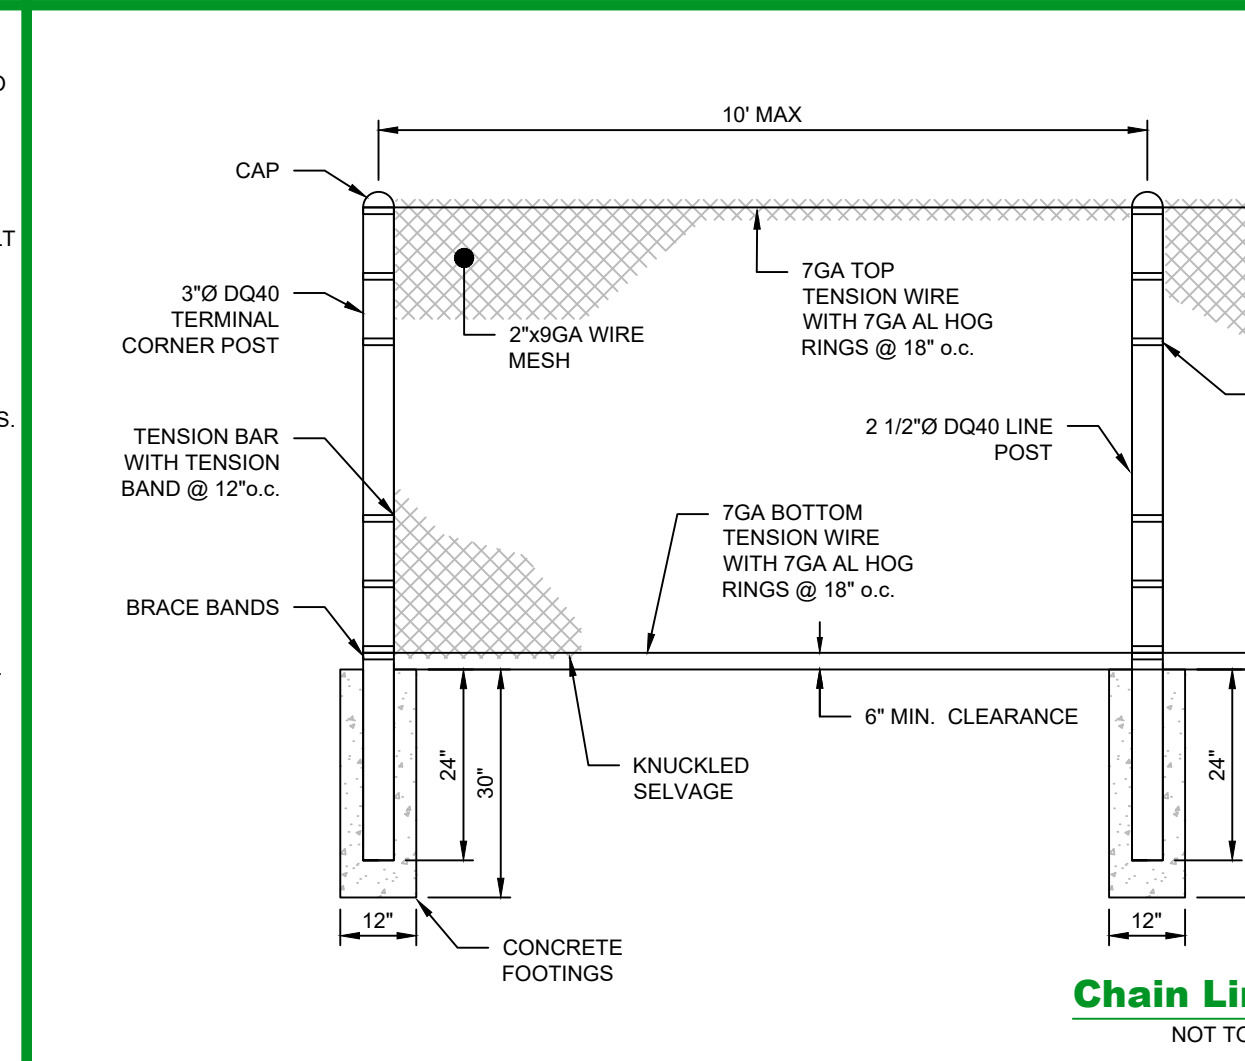 10' MAX
CAP
3"Ø DQ40
TERMINAL
CORNER POST
2"x9GA WIRE
MESH
7GA TOP
TENSION WIRE
WITH 7GA AL HOG
RINGS @ 18" o.c.
TENSION BAR
WITH TENSION
BAND @ 12"o.c.
2 1/2"Ø DQ40 LINE
POST
7GA BOTTOM
TENSION WIRE
WITH 7GA AL HOG
RINGS @ 18" o.c.
BRACE BANDS
6" MIN. CLEARANCE
KNUCKLED
SELVAGE
24"
30"
24"
12"
12"
CONCRETE
FOOTINGS
Chain
NOT